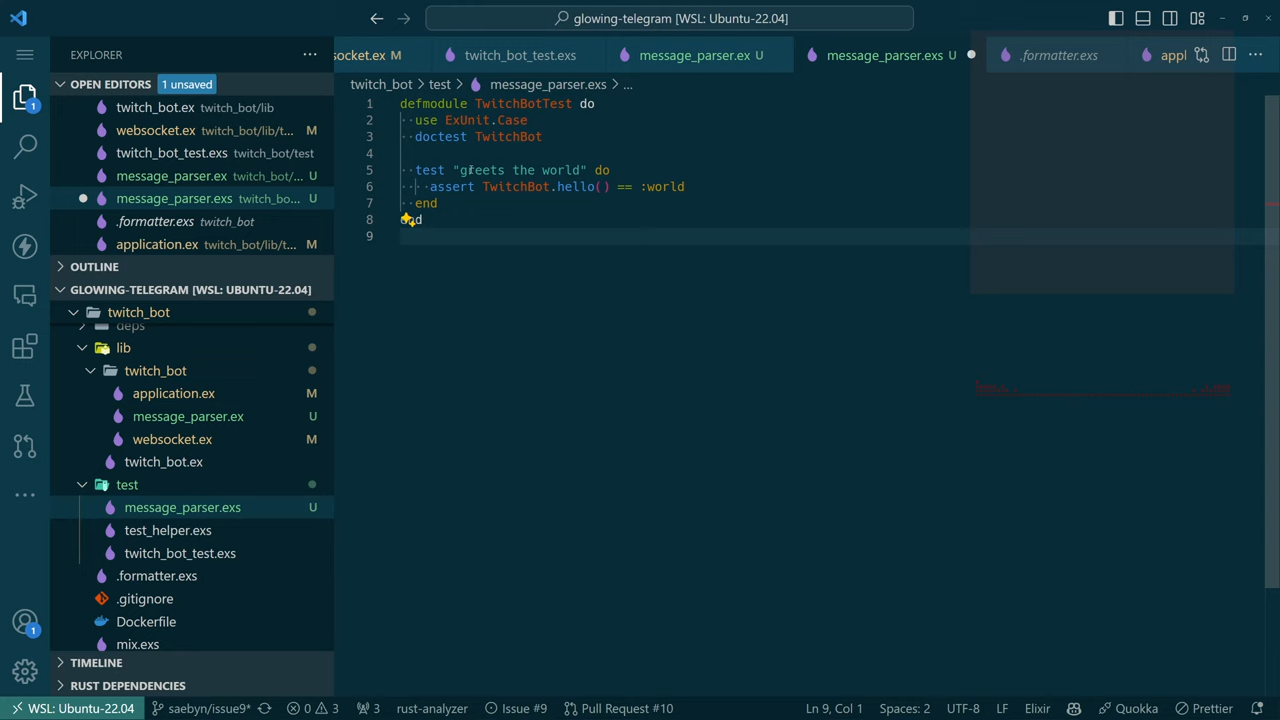 glowing-telegram [WSL: Ubuntu-22.04]
EXPLORER
socket.ex M
twitch_bot_test.exs
message_parser.ex U
message_parser.exs U
.formatter.exs
appl
OPEN EDITORS 1 unsaved
twitch_bot > test > message_parser.exs > ...
twitch_bot.ex twitch_bot/lib
websocket.ex twitch_bot/lib/t... M
twitch_bot_test.exs twitch_bot/test
message_parser.ex twitch_bot/... U
message_parser.exs twitch_bo... U
.formatter.exs twitch_bot
application.ex twitch_bot/lib/t... M
OUTLINE
GLOWING-TELEGRAM [WSL: UBUNTU-22.04]
twitch_bot
deps
lib
twitch_bot
application.ex M
message_parser.ex U
websocket.ex M
twitch_bot.ex
test
message_parser.exs U
test_helper.exs
twitch_bot_test.exs
.formatter.exs
.gitignore
Dockerfile
mix.exs
TIMELINE
RUST DEPENDENCIES
1
1
1 defmodule TwitchBotTest do
2 use ExUnit.Case
3 doctest TwitchBot
4
5 test "greets the world" do
6 assert TwitchBot.hello() == :world
7 end
8 end
9
WSL: Ubuntu-22.04 saebyn/issue9* 0 3 3 rust-analyzer Issue #9 Pull Request #10 Ln 9, Col 1 Spaces: 2 UTF-8 LF Elixir Quokka Prettier